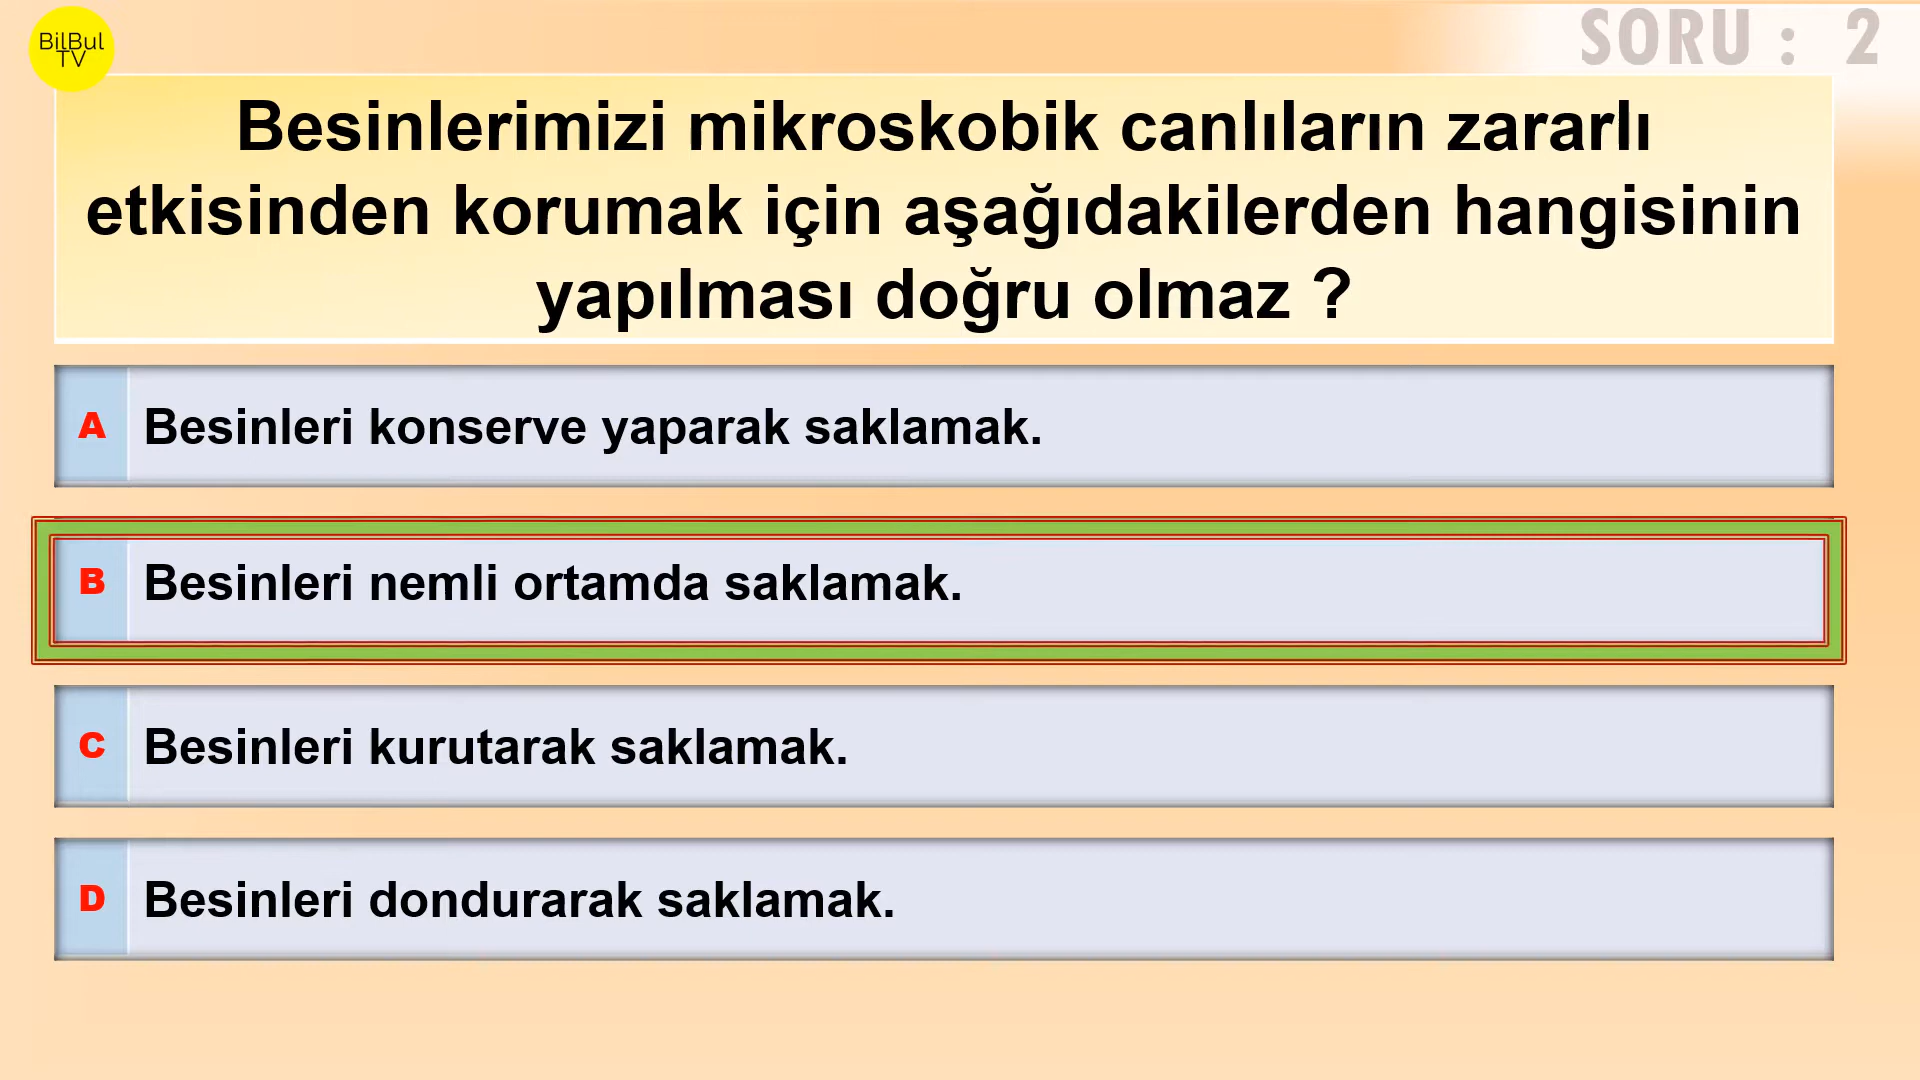 BilBul
TV
SORU : 2
Besinlerimizi mikroskobik canlıların zararlı
etkisinden korumak için aşağıdakilerden hangisinin
yapılması doğru olmaz ?
A Besinleri konserve yaparak saklamak.
B Besinleri nemli ortamda saklamak.
C Besinleri kurutarak saklamak.
D Besinleri dondurarak saklamak.